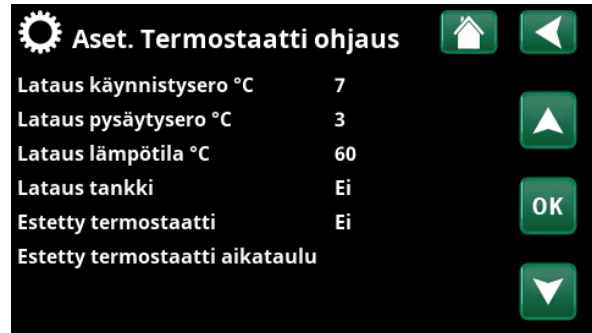 Aset. Termostaatti ohjaus
Lataus käynnistysero °C 7
Lataus pysäytysero °C 3
Lataus lämpötila °C 60
Lataus tankki Ei
Estetty termostaatti Ei
Estetty termostaatti aikataulu
OK